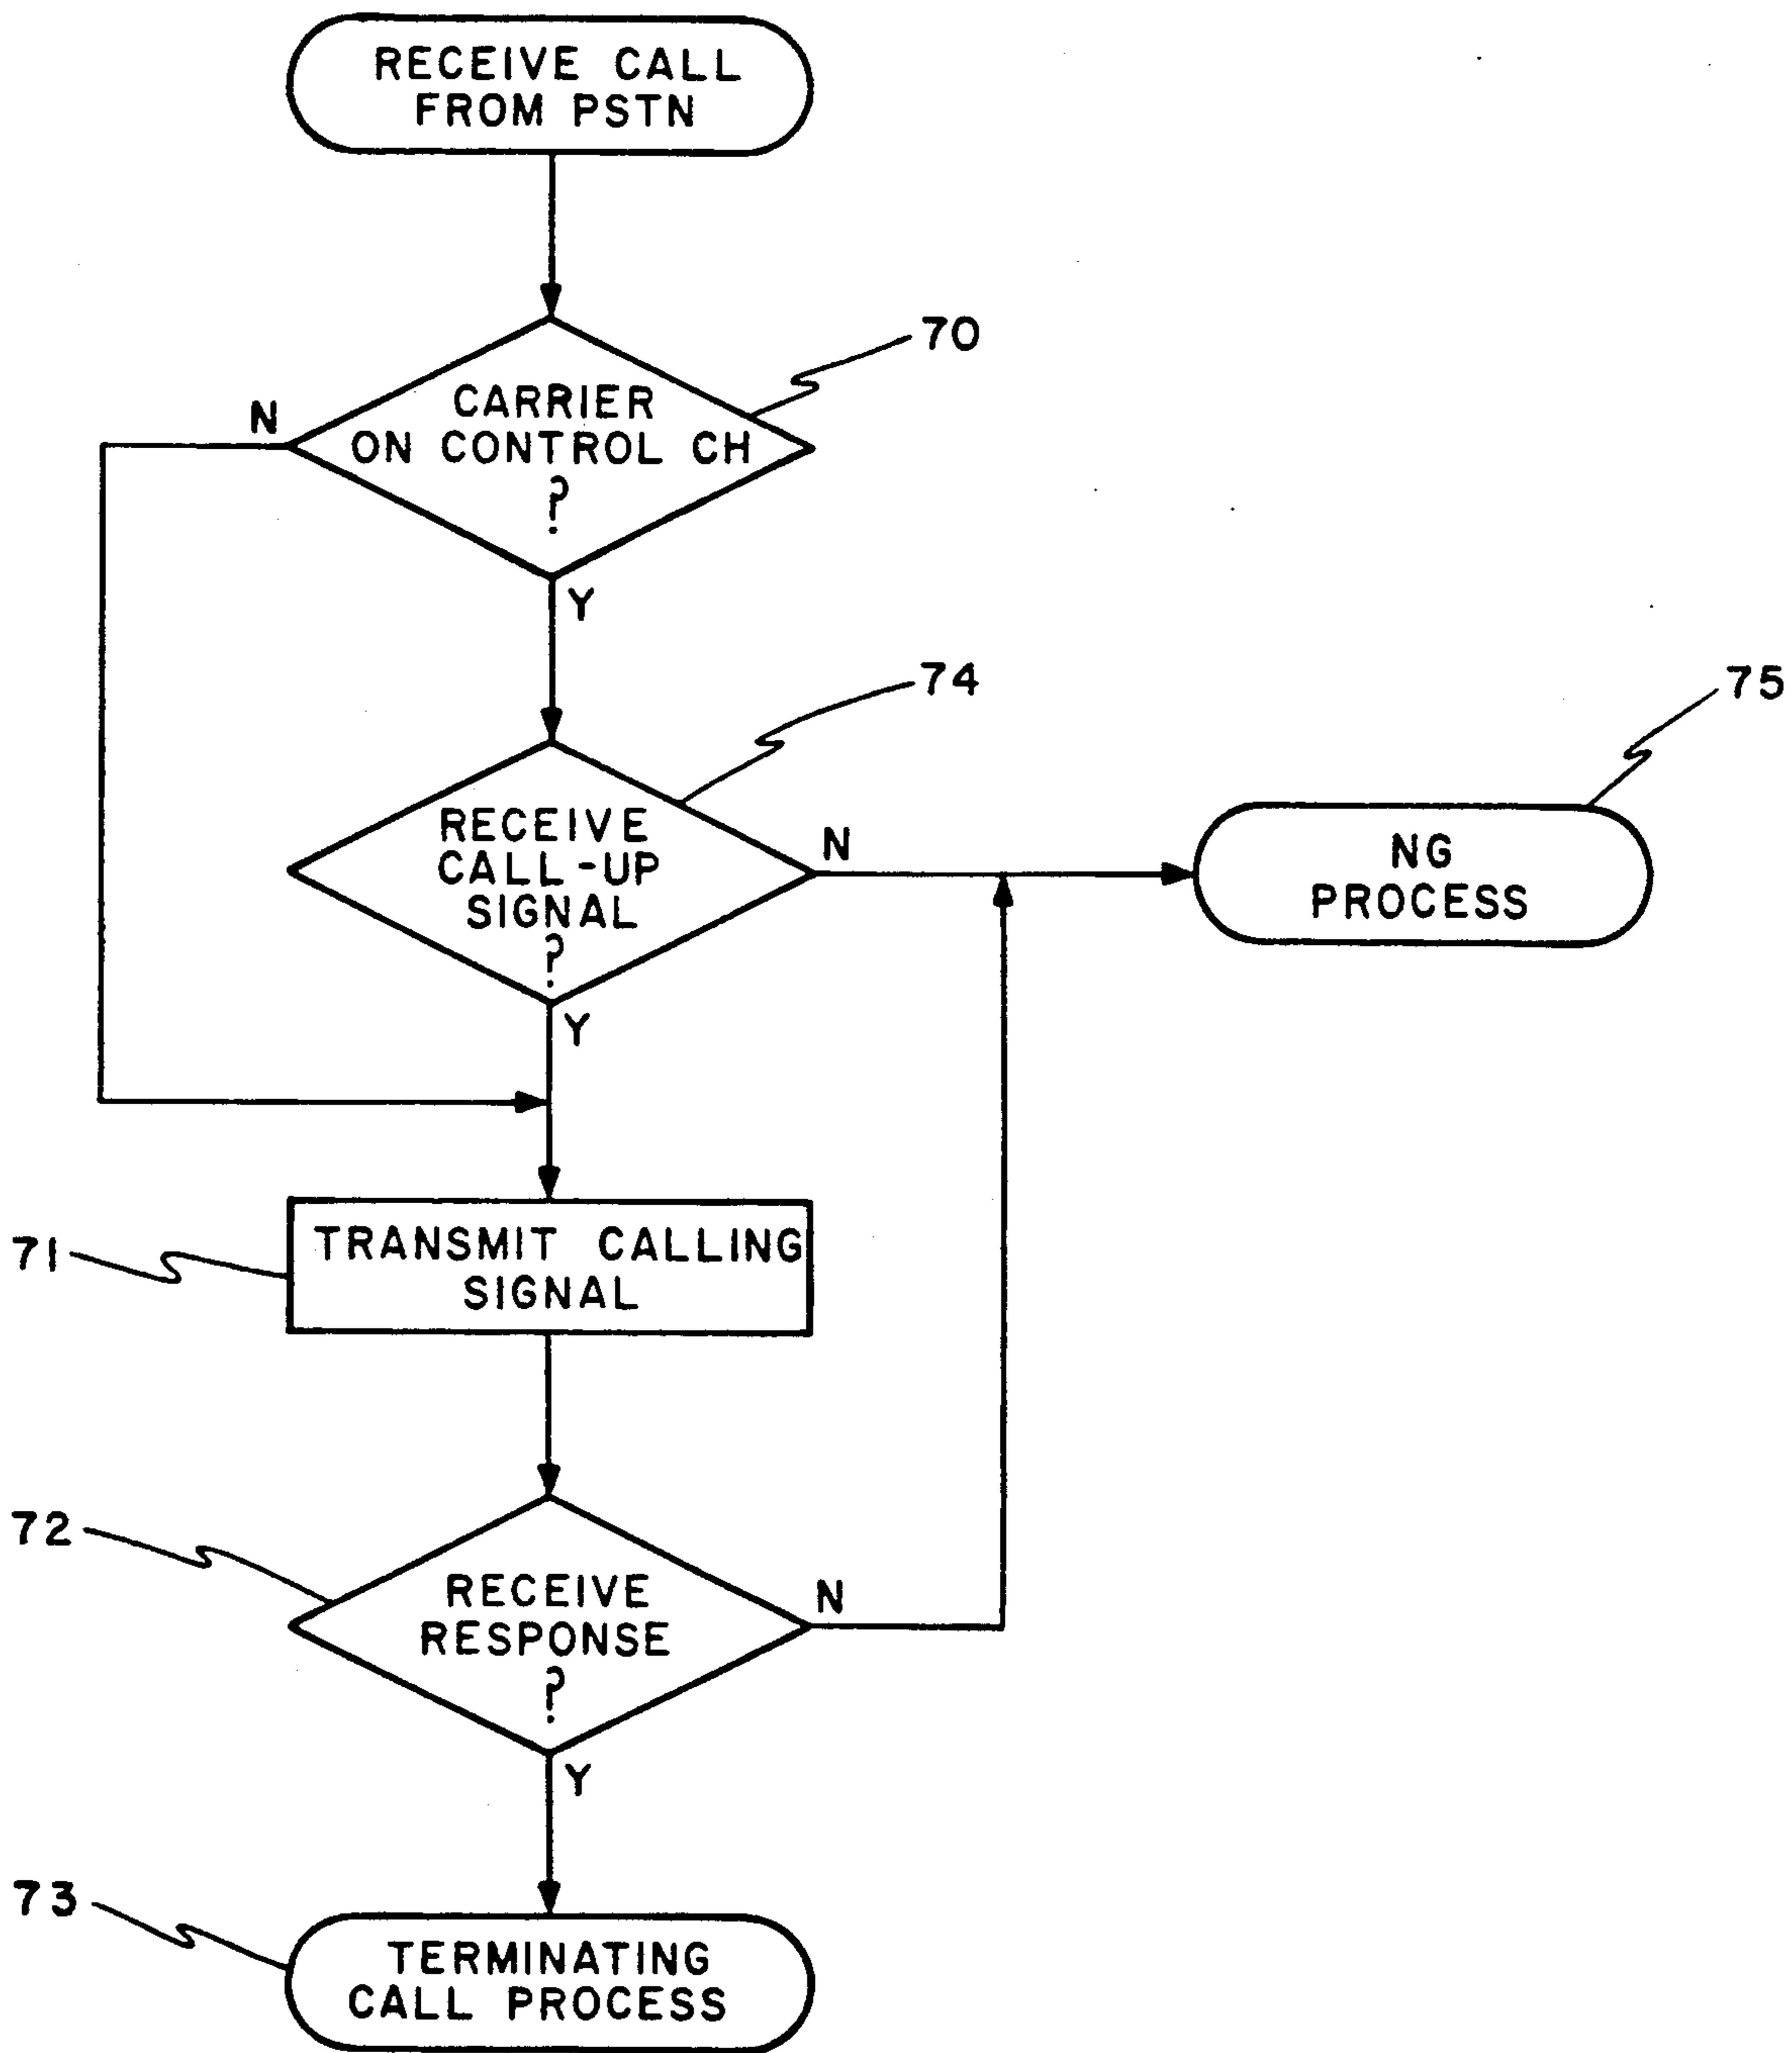 RECEIVE CALL
FROM PSTN
70
CARRIER
ON CONTROL CH
?
N
Y
74
75
RECEIVE
CALL-UP
SIGNAL
?
N
Y
NG
PROCESS
71
TRANSMIT CALLING
SIGNAL
72
RECEIVE
RESPONSE
?
N
Y
73
TERMINATING
CALL PROCESS